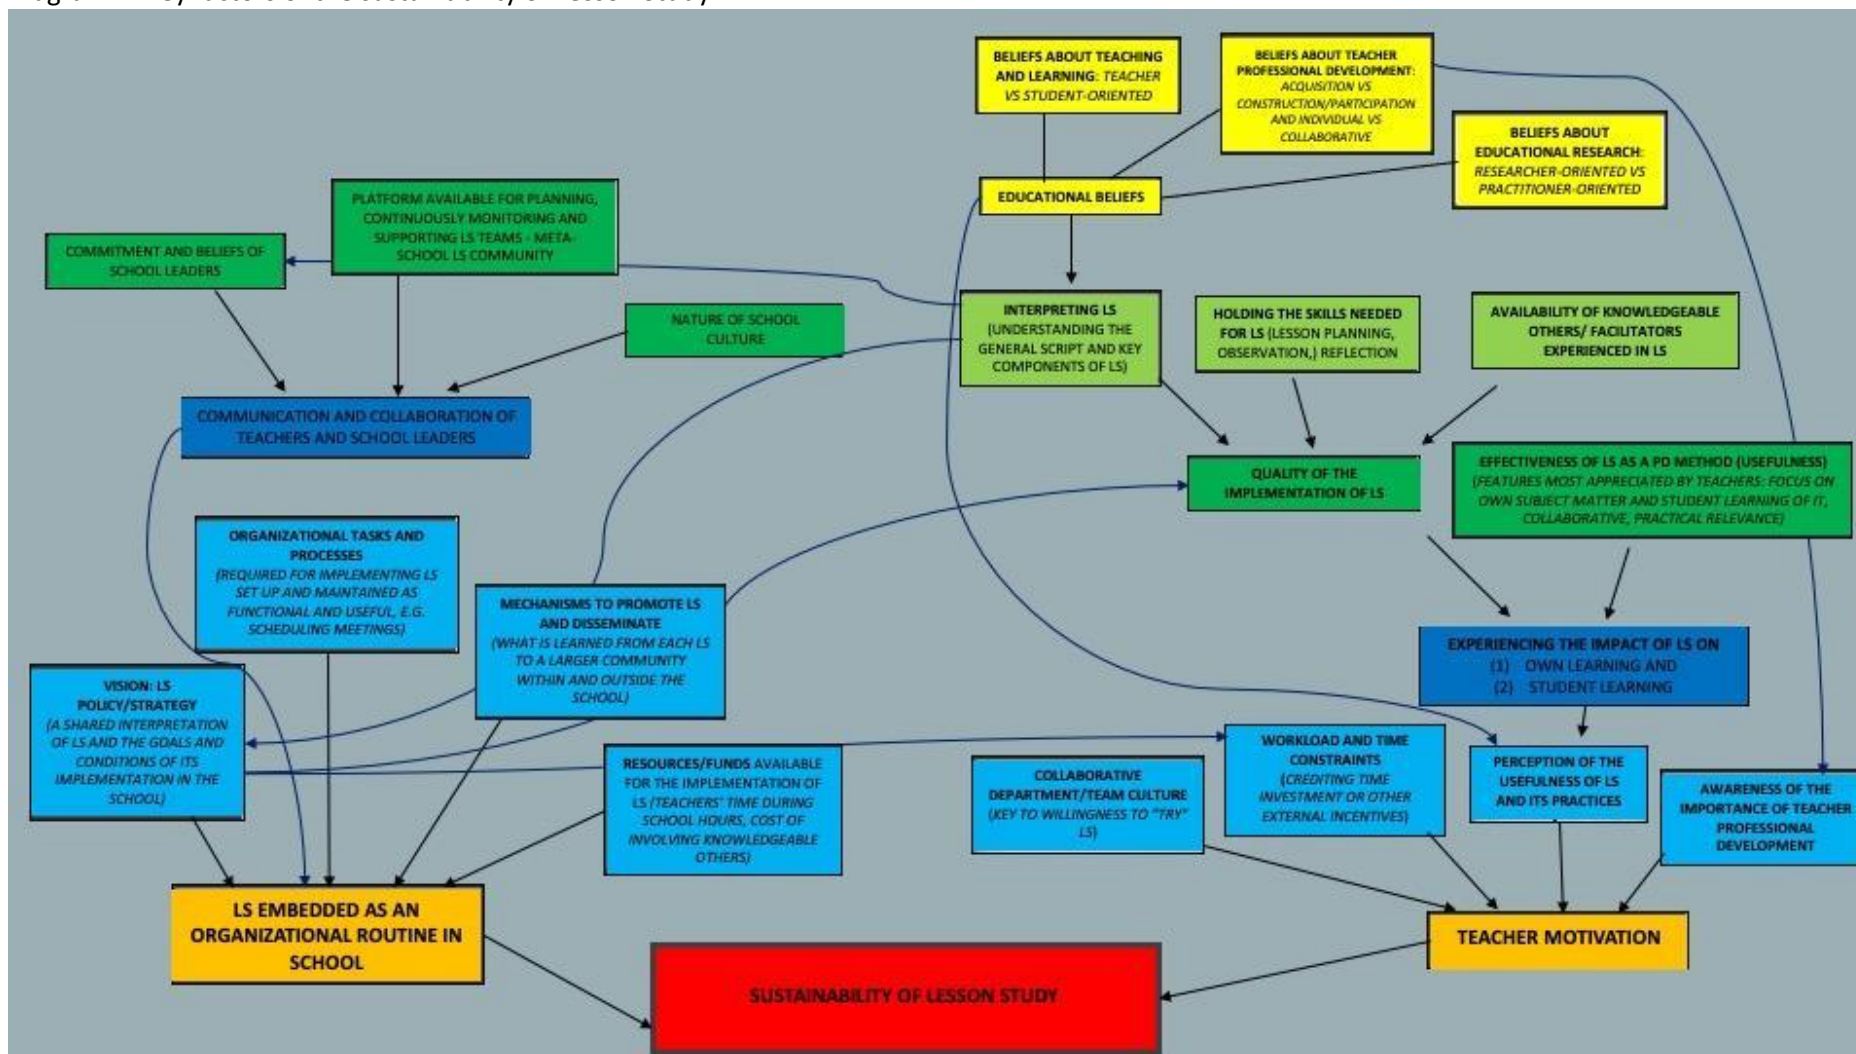 BELIEFS ABOUT TEACHING
AND LEARNING: TEACHER
VS STUDENT-ORIENTED
BELIEFS ABOUT TEACHER
PROFESSIONAL DEVELOPMENT:
ACQUISITION VS
CONSTRUCTION/PARTICIPATION
AND INDIVIDUAL VS
COLLABORATIVE
BELIEFS ABOUT
EDUCATIONAL RESEARCH:
RESEARCHER-ORIENTED VS
PRACTITIONER-ORIENTED
EDUCATIONAL BELIEFS
PLATFORM AVAILABLE FOR PLANNING,
CONTINUOUSLY MONITORING AND
SUPPORTING LS TEAMS - META-
SCHOOL LS COMMUNITY
COMMITMENT AND BELIEFS OF
SCHOOL LEADERS
NATURE OF SCHOOL
CULTURE
INTERPRETING LS
(UNDERSTANDING THE
GENERAL SCRIPT AND KEY
COMPONENTS OF LS)
HOLDING THE SKILLS NEEDED
FOR LS (LESSON PLANNING,
OBSERVATION,) REFLECTION
AVAILABILITY OF KNOWLEDGEABLE
OTHERS/ FACILITATORS
EXPERIENCED IN LS
COMMUNICATION AND COLLABORATION OF
TEACHERS AND SCHOOL LEADERS
QUALITY OF THE
IMPLEMENTATION OF LS
EFFECTIVENESS OF LS AS A PD METHOD (USEFULNESS)
(FEATURES MOST APPRECIATED BY TEACHERS: FOCUS ON
OWN SUBJECT MATTER AND STUDENT LEARNING OF IT,
COLLABORATIVE, PRACTICAL RELEVANCE)
ORGANIZATIONAL TASKS AND
PROCESSES
(REQUIRED FOR IMPLEMENTING LS
SET UP AND MAINTAINED AS
FUNCTIONAL AND USEFUL, E.G.
SCHEDULING MEETINGS)
MECHANISMS TO PROMOTE LS
AND DISSEMINATE
(WHAT IS LEARNED FROM EACH LS
TO A LARGER COMMUNITY
WITHIN AND OUTSIDE THE
SCHOOL)
EXPERIENCING THE IMPACT OF LS ON
(1) OWN LEARNING AND
(2) STUDENT LEARNING
VISION: LS
POLICY/STRATEGY
(A SHARED INTERPRETATION
OF LS AND THE GOALS AND
CONDITIONS OF ITS
IMPLEMENTATION IN THE
SCHOOL)
RESOURCES/FUNDS AVAILABLE
FOR THE IMPLEMENTATION OF
LS (TEACHERS' TIME DURING
SCHOOL HOURS, COST OF
INVOLVING KNOWLEDGEABLE
OTHERS)
COLLABORATIVE
DEPARTMENT/TEAM CULTURE
(KEY TO WILLINGNESS TO "TRY"
LS)
WORKLOAD AND TIME
CONSTRAINTS
(CREDITING TIME
INVESTMENT OR OTHER
EXTERNAL INCENTIVES)
PERCEPTION OF THE
USEFULNESS OF LS
AND ITS PRACTICES
AWARENESS OF THE
IMPORTANCE OF TEACHER
PROFESSIONAL
DEVELOPMENT
LS EMBEDDED AS AN
ORGANIZATIONAL ROUTINE IN
SCHOOL
TEACHER MOTIVATION
SUSTAINABILITY OF LESSON STUDY